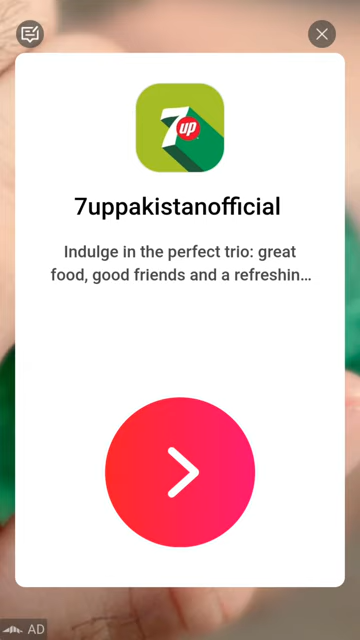 7up
7uppakistanofficial
Indulge in the perfect trio: great
food, good friends and a refreshin...
AD